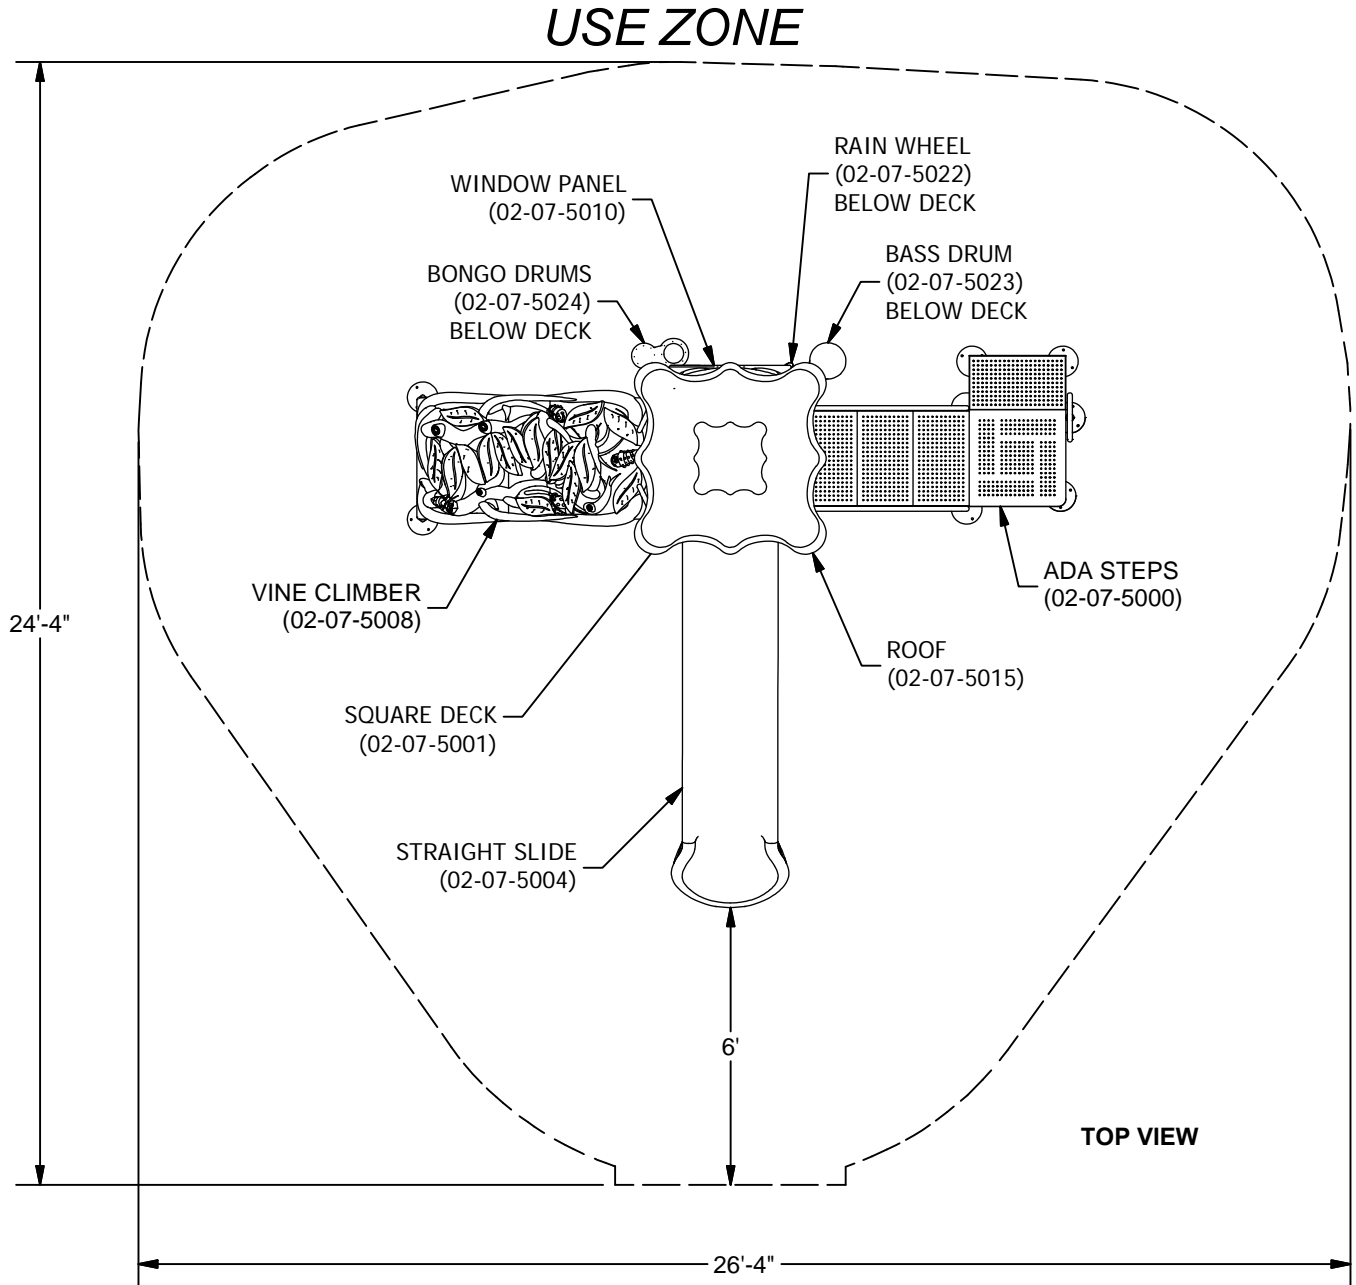 USE ZONE
RAIN WHEEL
(02-07-5022)
BELOW DECK
WINDOW PANEL
(02-07-5010)
BASS DRUM
(02-07-5023)
BELOW DECK
BONGO DRUMS
(02-07-5024)
BELOW DECK
ADA STEPS
(02-07-5000)
VINE CLIMBER
(02-07-5008)
24'-4"
ROOF
(02-07-5015)
SQUARE DECK
(02-07-5001)
STRAIGHT SLIDE
(02-07-5004)
6'
TOP VIEW
26'-4"